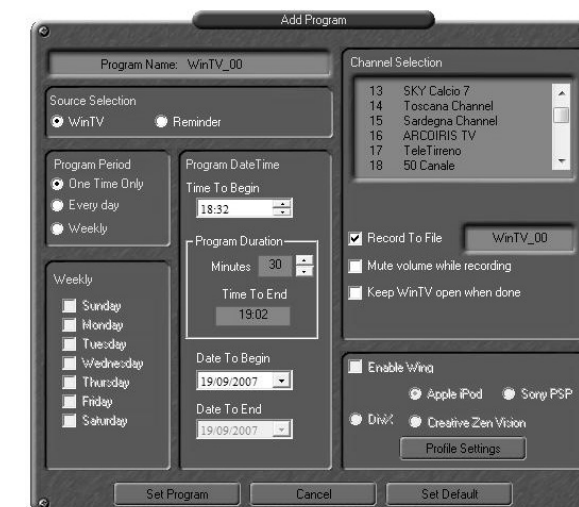 Add Program
Program Name: WinTV_00
Source Selection
WinTV
Reminder
Program Period
One Time Only
Every day
Weekly
Weekly
Sunday
Monday
Tuesday
Wednesday
Thursday
Friday
Saturday
Program DateTime
Time To Begin
18:32
Program Duration
Minutes 30
Time To End
19:02
Date To Begin
19/09/2007
Date To End
19/09/2007
Channel Selection
13 SKY Calcio 7
14 Toscana Channel
15 Sardegna Channel
16 ARCOIRIS TV
17 TeleTirreno
18 50 Canale
Record To File WinTV_00
Mute volume while recording
Keep WinTV open when done
Enable Wing
Apple iPod
Sony PSP
DivX
Creative Zen Vision
Profile Settings
Set Program
Cancel
Set Default